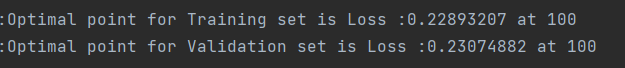 :Optimal point for Training set is Loss :0.22893207 at 100
:Optimal point for Validation set is Loss :0.23074882 at 100